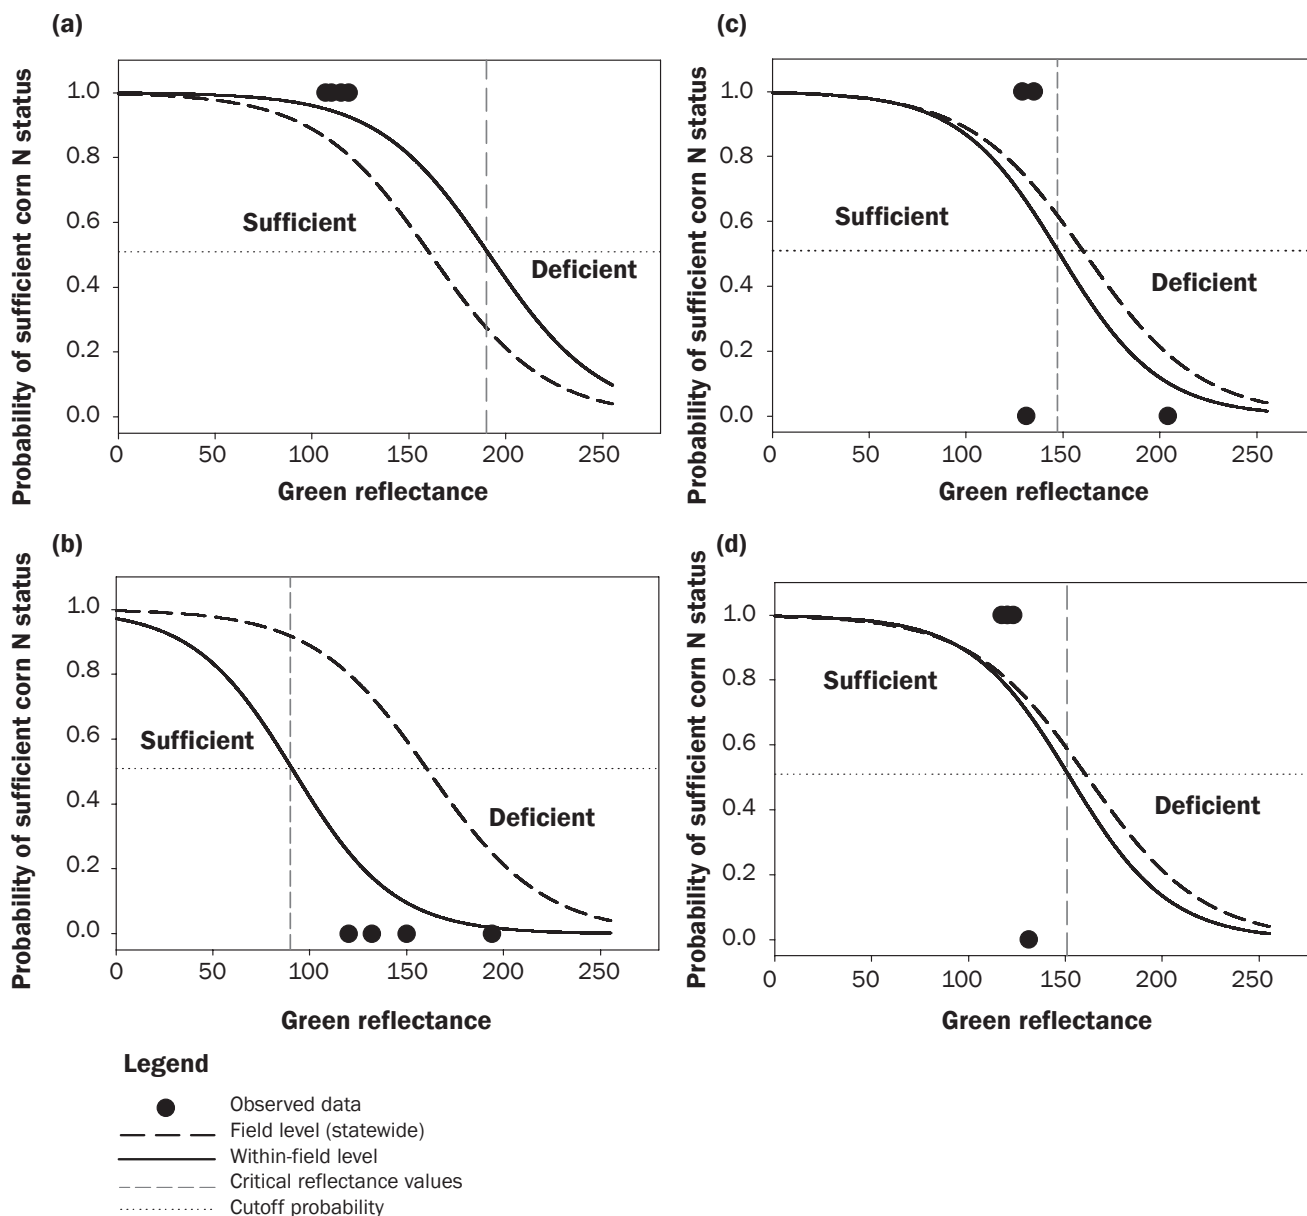 (a)
Probability of sufficient corn N status
1.0
0.8
0.6
0.4
0.2
0.0
Sufficient
Deficient
0 50 100 150 200 250
Green reflectance
(c)
Probability of sufficient corn N status
1.0
0.8
0.6
0.4
0.2
0.0
Sufficient
Deficient
0 50 100 150 200 250
Green reflectance
(b)
Probability of sufficient corn N status
1.0
0.8
0.6
0.4
0.2
0.0
Sufficient
Deficient
0 50 100 150 200 250
Green reflectance
(d)
Probability of sufficient corn N status
1.0
0.8
0.6
0.4
0.2
0.0
Sufficient
Deficient
0 50 100 150 200 250
Green reflectance
Legend
Observed data
Field level (statewide)
Within-field level
Critical reflectance values
Cutoff probability